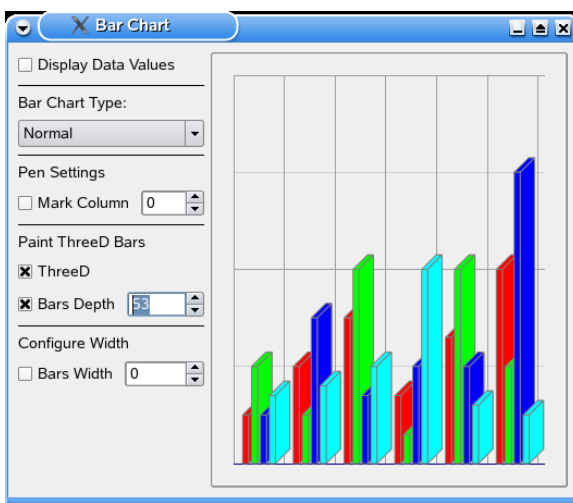 Bar Chart
Display Data Values
Bar Chart Type:
Normal
Pen Settings
Mark Column 0
Paint ThreeD Bars
ThreeD
Bars Depth 53
Configure Width
Bars Width 0